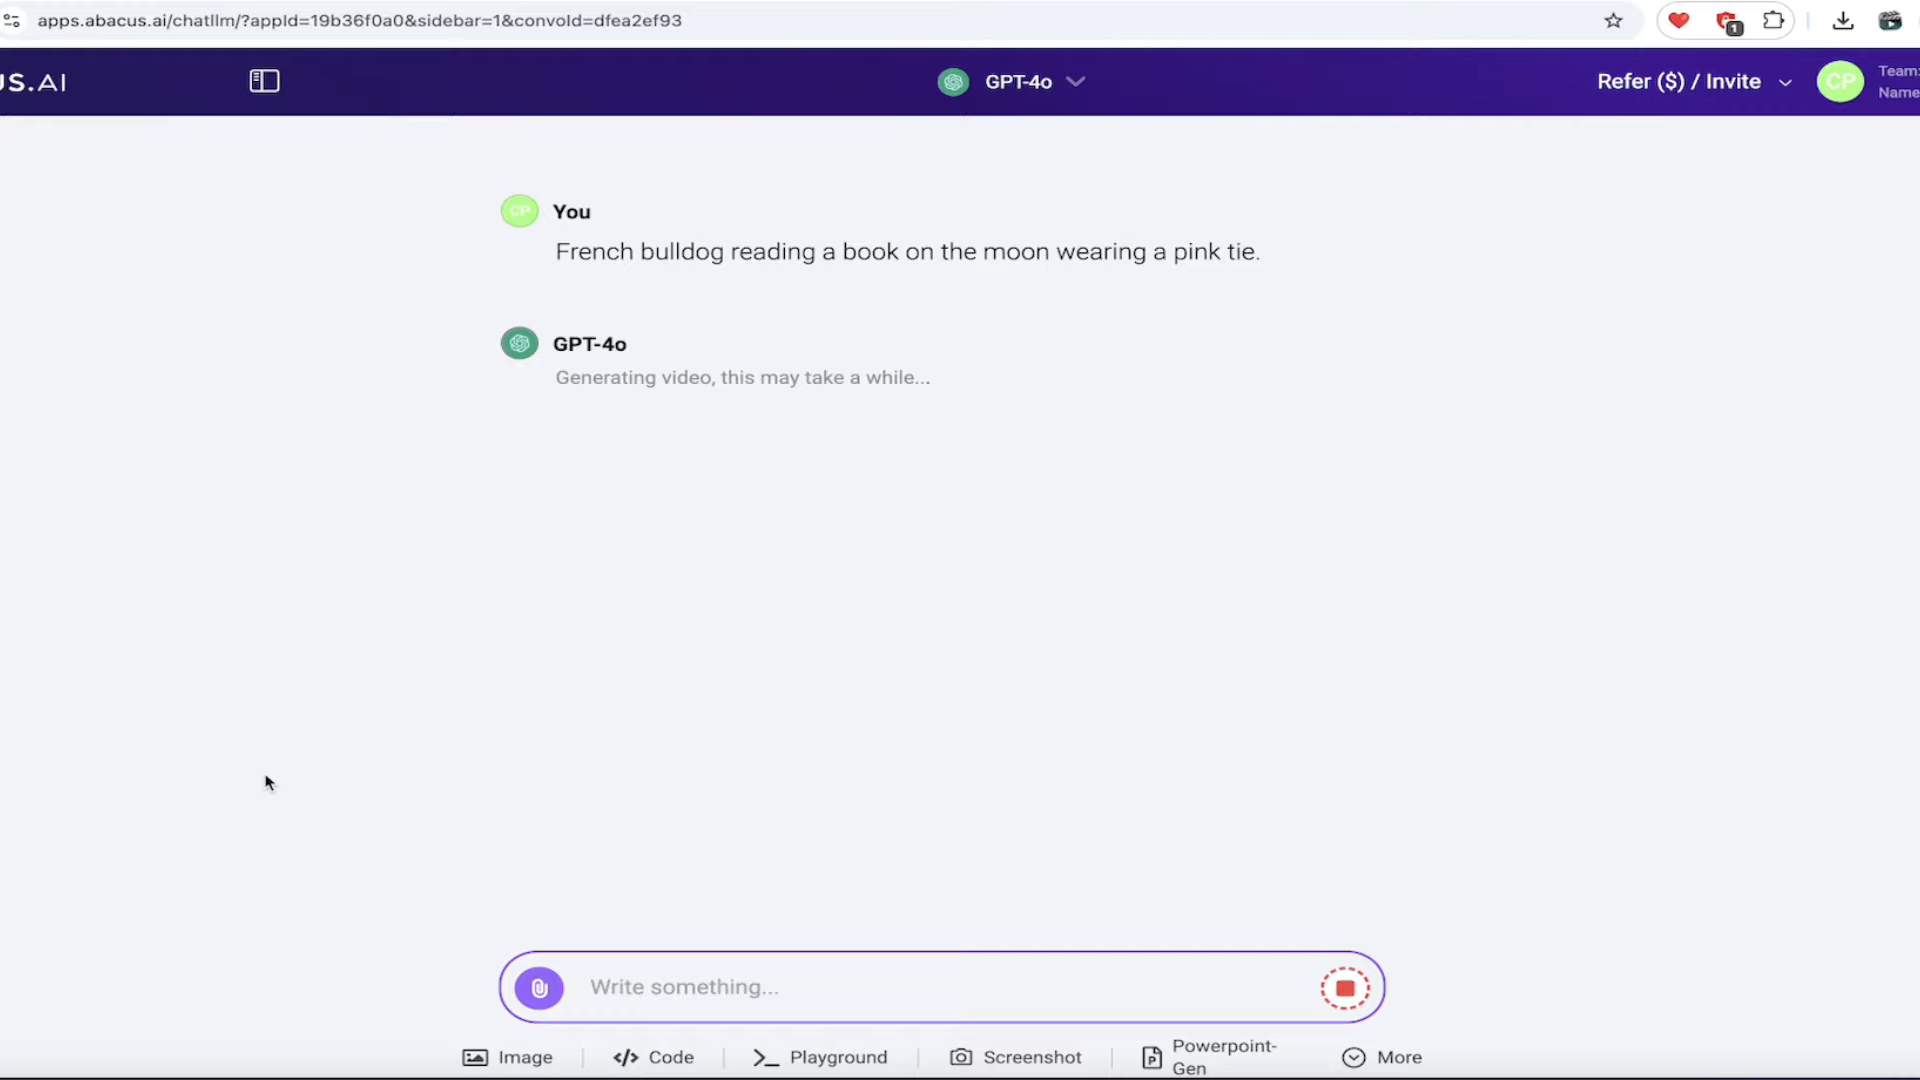 apps.abacus.ai/chatllm/?appId=19b36f0a0&sidebar=1&convoId=dfea2ef93
1
US.AI
GPT-4o
Refer ($) / Invite
CP
Team:
Name
CP
You
French bulldog reading a book on the moon wearing a pink tie.
GPT-4o
Generating video, this may take a while...
Write something...
Image
Code
Playground
Screenshot
Powerpoint-
Gen
More